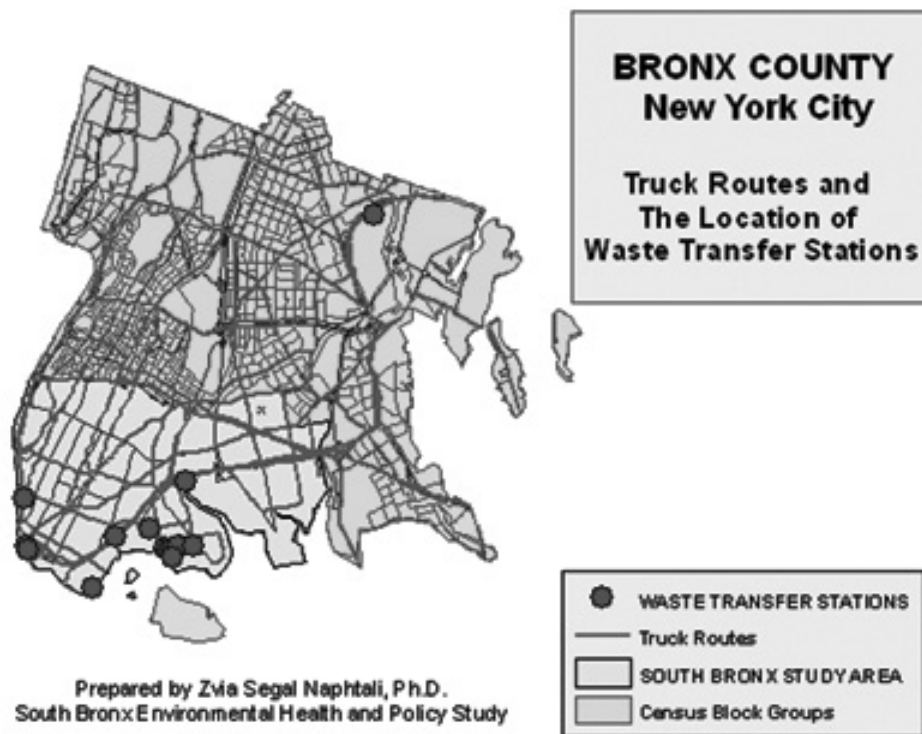 BRONX COUNTY
New York City
Truck Routes and
The Location of
Waste Transfer Stations
WASTE TRANSFER STATIONS
Truck Routes
SOUTH BRONX STUDY AREA
Census Block Groups
Prepared by Zvia Segal Naphtali, Ph.D.
South Bronx Environmental Health and Policy Study